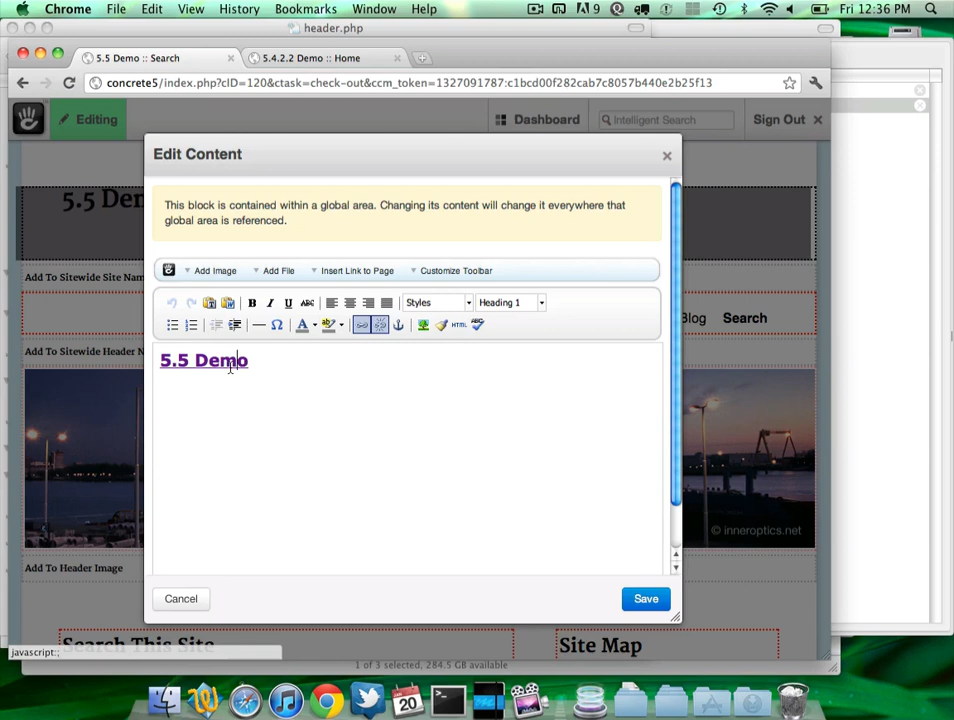 Chrome File Edit View History Bookmarks Window Help 9 Fri 12:36 PM
header.php
5.5 Demo :: Search
5.4.2.2 Demo :: Home
concrete5/index.php?cID=120&ctask=check-out&ccm_token=1327091787:c1bcd00f282cab7c8057b440e2b25f13
Editing
Dashboard
Intelligent Search
Sign Out
Edit Content
5.5 Der
This block is contained within a global area. Changing its content will change it everywhere that
global area is referenced.
Add Image
Add File
Insert Link to Page
Customize Toolbar
Add To Sitewide Site Nam
B I U ABC
Styles
Heading 1
Blog
Search
HTML
Add To Sitewide Header N
5.5 Demo
© inneroptics.net
Add To Header Image
Cancel
Save
Search This Site
Site Map
javascript:;
1 of 3 selected, 284.5 GB available
20